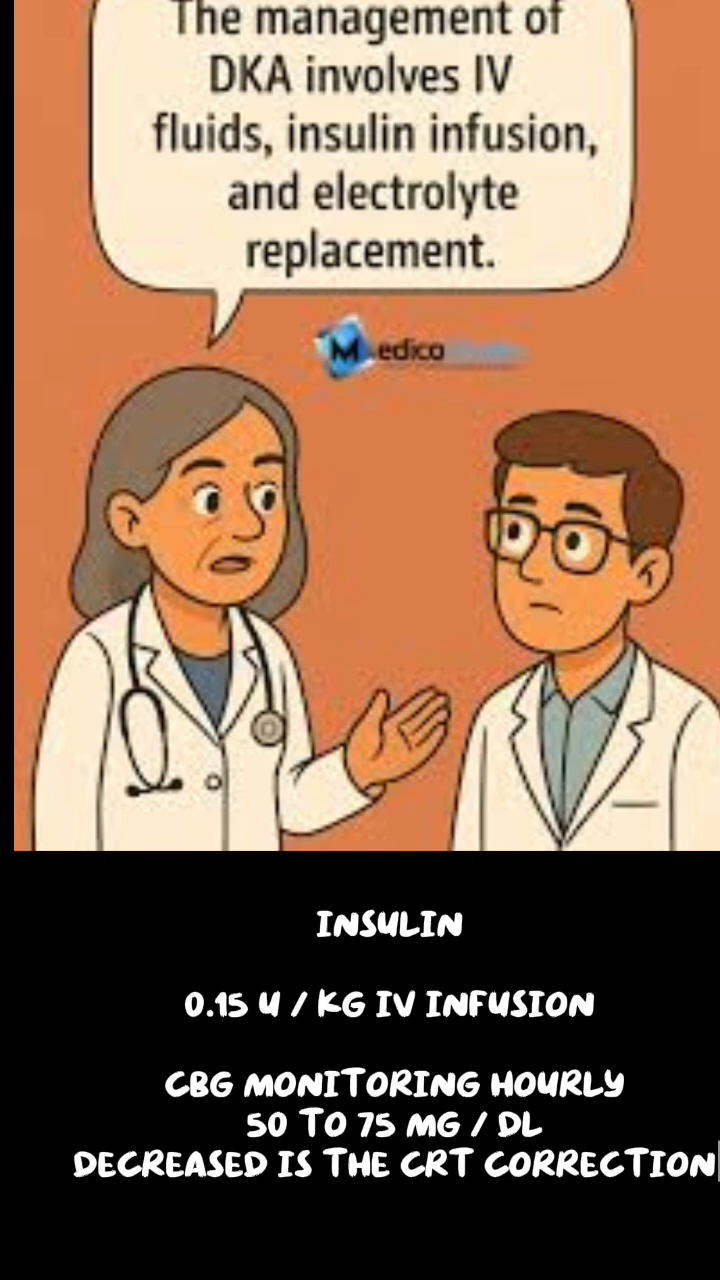 The management of
DKA involves IV
fluids, insulin infusion,
and electrolyte
replacement.
Medico
INSULIN
0.15 U / KG IV INFUSION
CBG MONITORING HOURLY
50 TO 75 MG / DL
DECREASED IS THE CRT CORRECTION